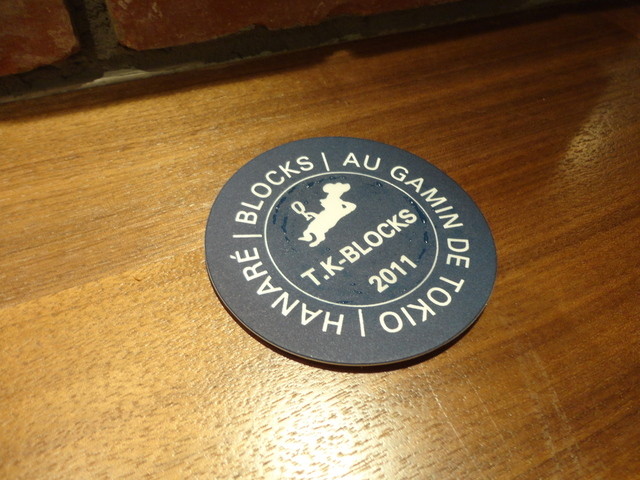 BLOCKS | AU GAMIN DE TOKIO | HANARÉ |
T.K-BLOCKS
2011